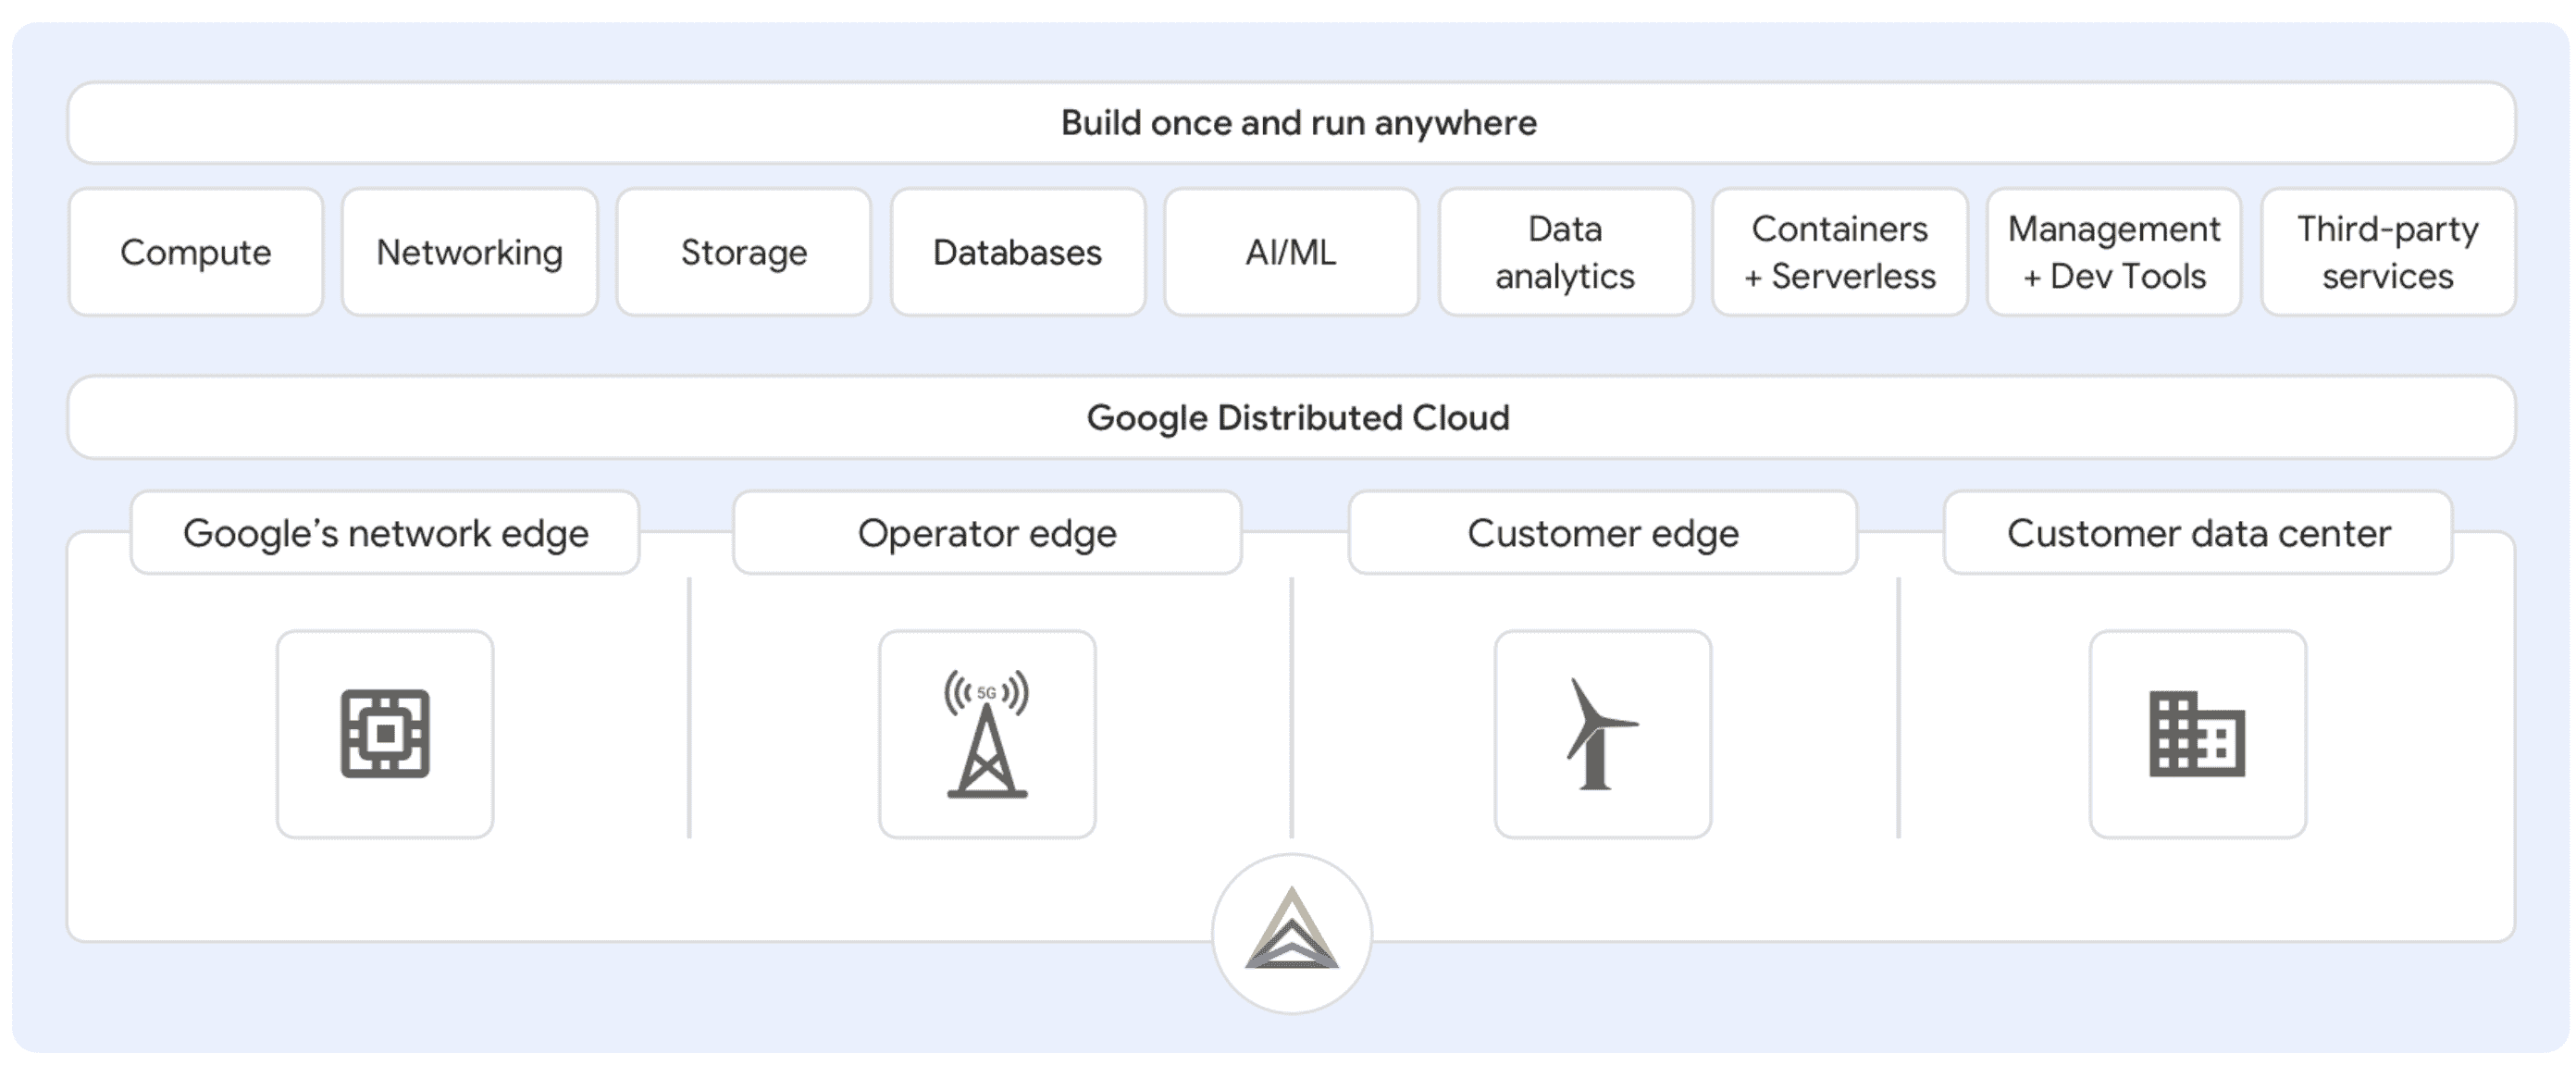 Build once and run anywhere
Compute
Networking
Storage
Databases
AI/ML
Data
analytics
Containers
+ Serverless
Management
+ Dev Tools
Third-party
services
Google Distributed Cloud
Google’s network edge
Operator edge
Customer edge
Customer data center
5G